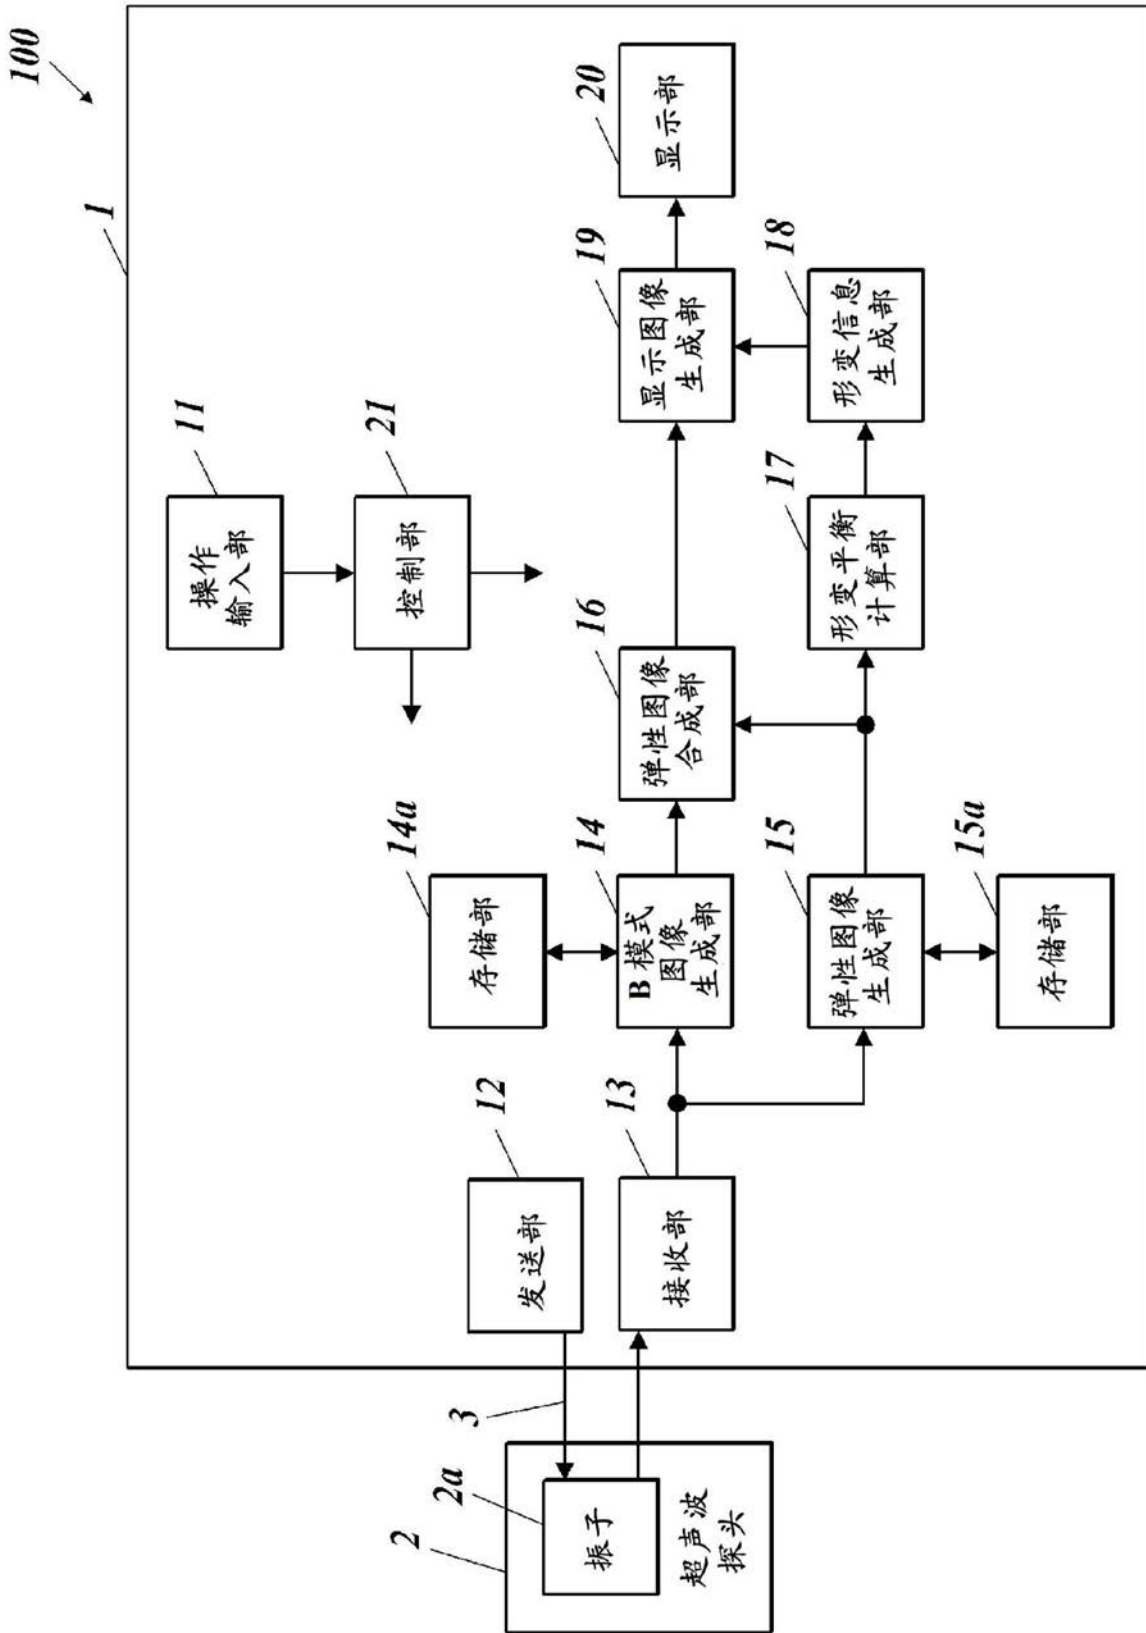 100
1
11
操作
输入部
21
控制部
14a
存储部
12
发送部
3
2
2a
振子
超声波
探头
13
接收部
14
B 模式
图像
生成部
16
弹性图像
合成部
19
显示图像
生成部
20
显示部
15
弹性图像
生成部
15a
存储部
17
形变平衡
计算部
18
形变信息
生成部